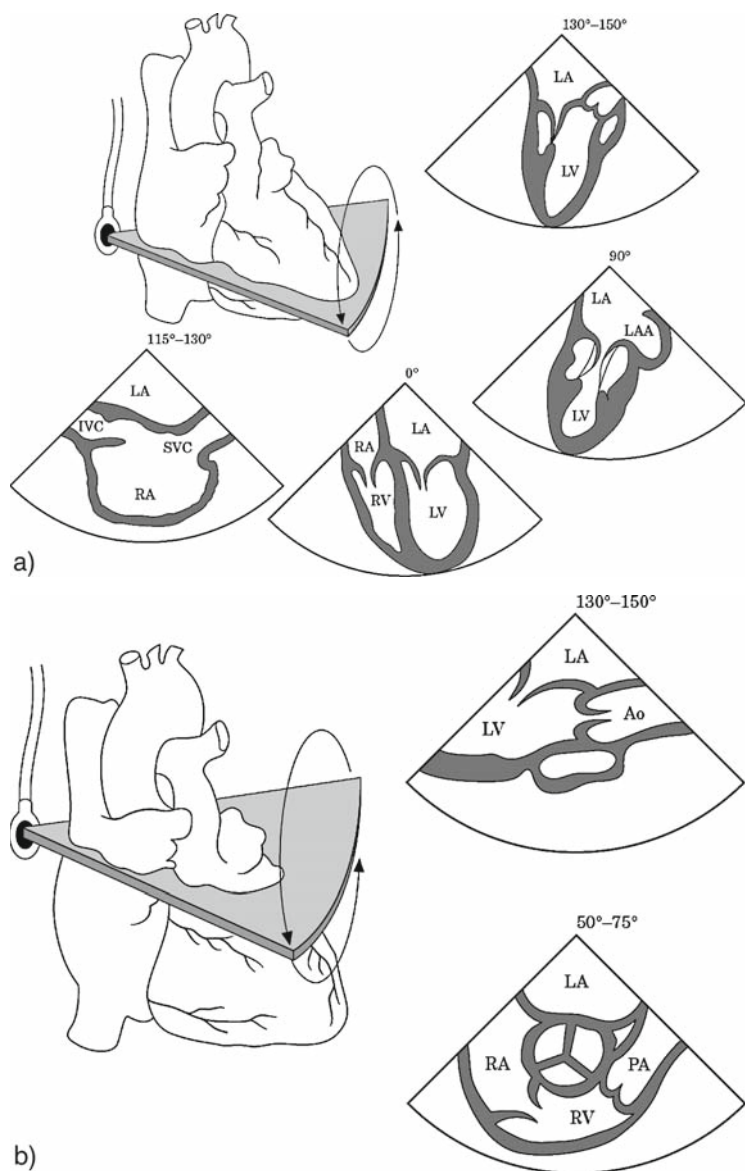 130°–150°
LA
LV
90°
LA
LAA
LV
115°–130°
LA
IVC
SVC
RA
0°
RA
LA
RV
LV
a)
130°–150°
LA
LV
Ao
50°–75°
LA
RA
PA
RV
b)